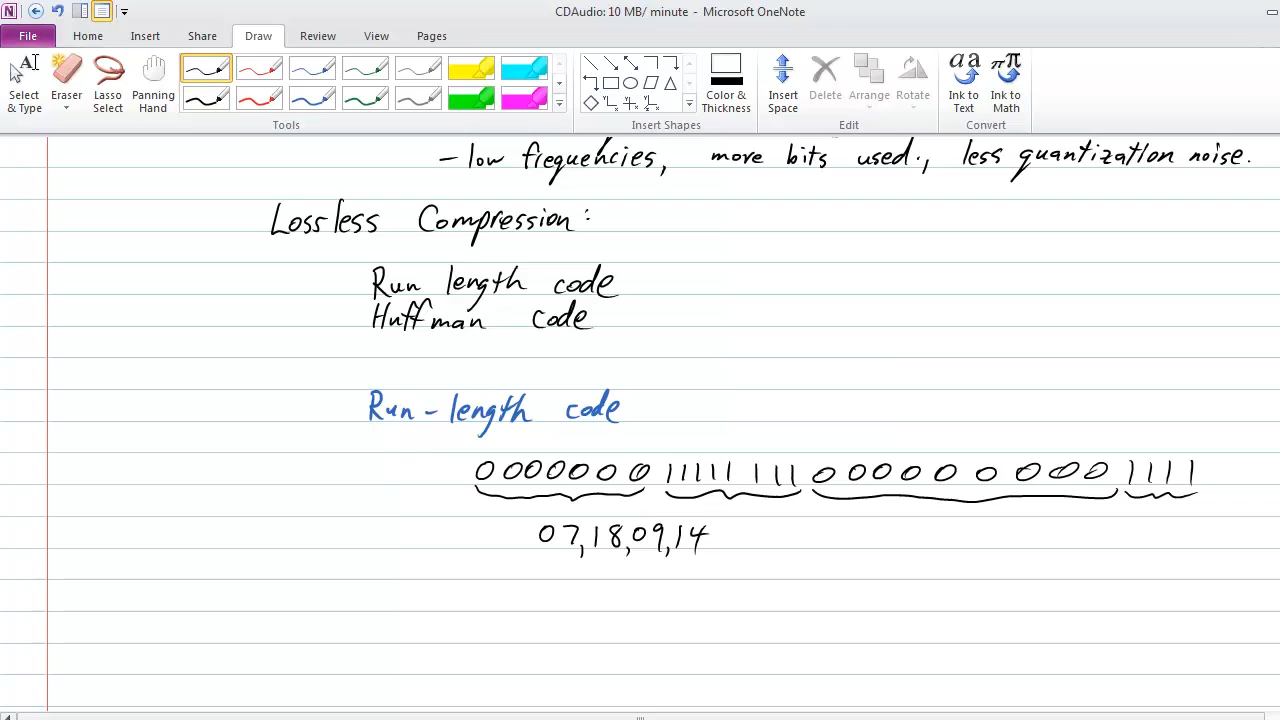 CDAudio: 10 MB/ minute - Microsoft OneNote
File Home Insert Share Draw Review View Pages
Select & Type Eraser Lasso Select Panning Hand Color & Thickness Insert Space Delete Arrange Rotate Ink to Text Ink to Math
Tools Insert Shapes Edit Convert
- low frequencies, more bits used., less quantization noise.
Lossless Compression:
Run length code
Huffman code
Run-length code
0000000 11111 111 000000000 1111
07,18,09,14